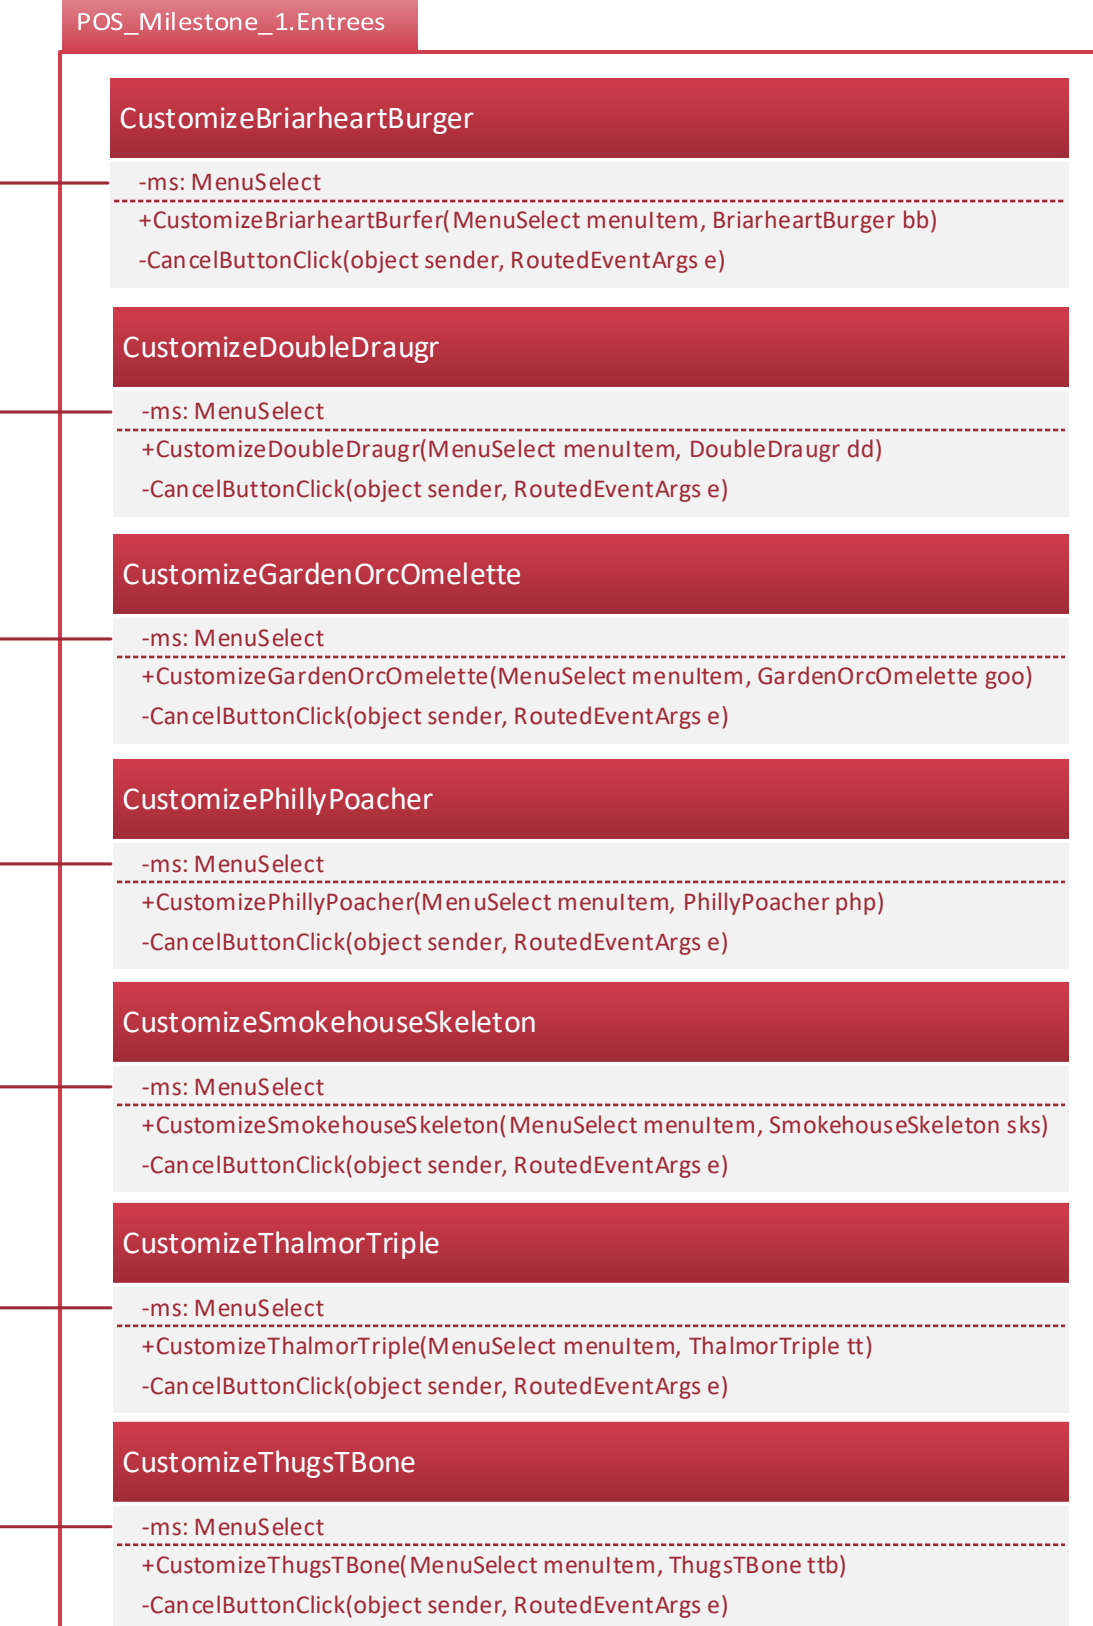 POS_Milestone_1.Entrees
CustomizeBriarheartBurger
-ms: MenuSelect
+CustomizeBriarheartBurfer(MenuSelect menuItem, BriarheartBurger bb)
-CancelButtonClick(object sender, RoutedEventArgs e)
CustomizeDoubleDraugr
-ms: MenuSelect
+CustomizeDoubleDraugr(MenuSelect menuItem, DoubleDraugr dd)
-CancelButtonClick(object sender, RoutedEventArgs e)
CustomizeGardenOrcOmelette
-ms: MenuSelect
+CustomizeGardenOrcOmelette(MenuSelect menuItem, GardenOrcOmelette goo)
-CancelButtonClick(object sender, RoutedEventArgs e)
CustomizePhillyPoacher
-ms: MenuSelect
+CustomizePhillyPoacher(MenuSelect menuItem, PhillyPoacher php)
-CancelButtonClick(object sender, RoutedEventArgs e)
CustomizeSmokehouseSkeleton
-ms: MenuSelect
+CustomizeSmokehouseSkeleton(MenuSelect menuItem, SmokehouseSkeleton sks)
-CancelButtonClick(object sender, RoutedEventArgs e)
CustomizeThalmorTriple
-ms: MenuSelect
+CustomizeThalmorTriple(MenuSelect menuItem, ThalmorTriple tt)
-CancelButtonClick(object sender, RoutedEventArgs e)
CustomizeThugsTBone
-ms: MenuSelect
+CustomizeThugsTBone(MenuSelect menuItem, ThugsTBone ttb)
-CancelButtonClick(object sender, RoutedEventArgs e)